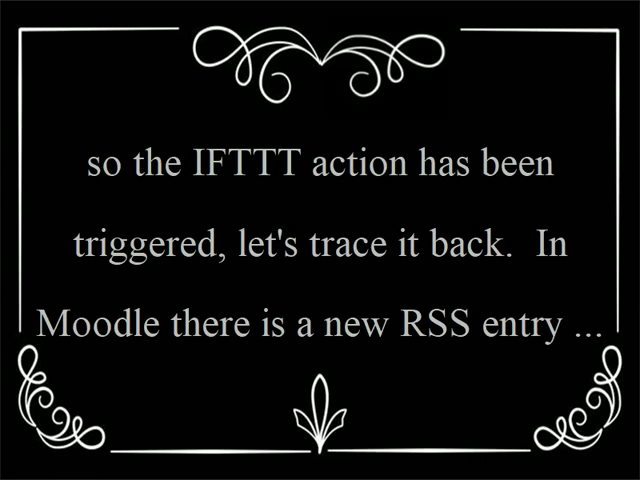 so the IFTTT action has been
triggered, let's trace it back.  In
Moodle there is a new RSS entry ...